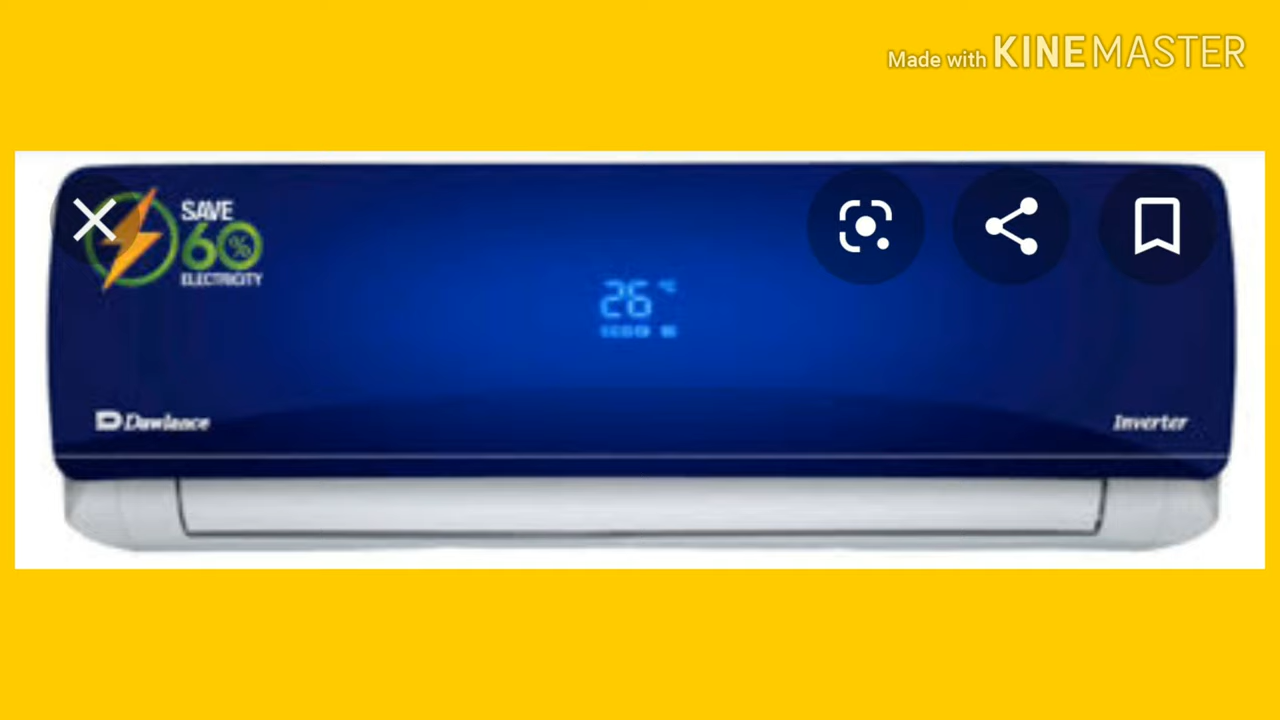 Made with KINEMASTER
SAVE
60%
ELECTRICITY
26 °C
Dawlance
Inverter